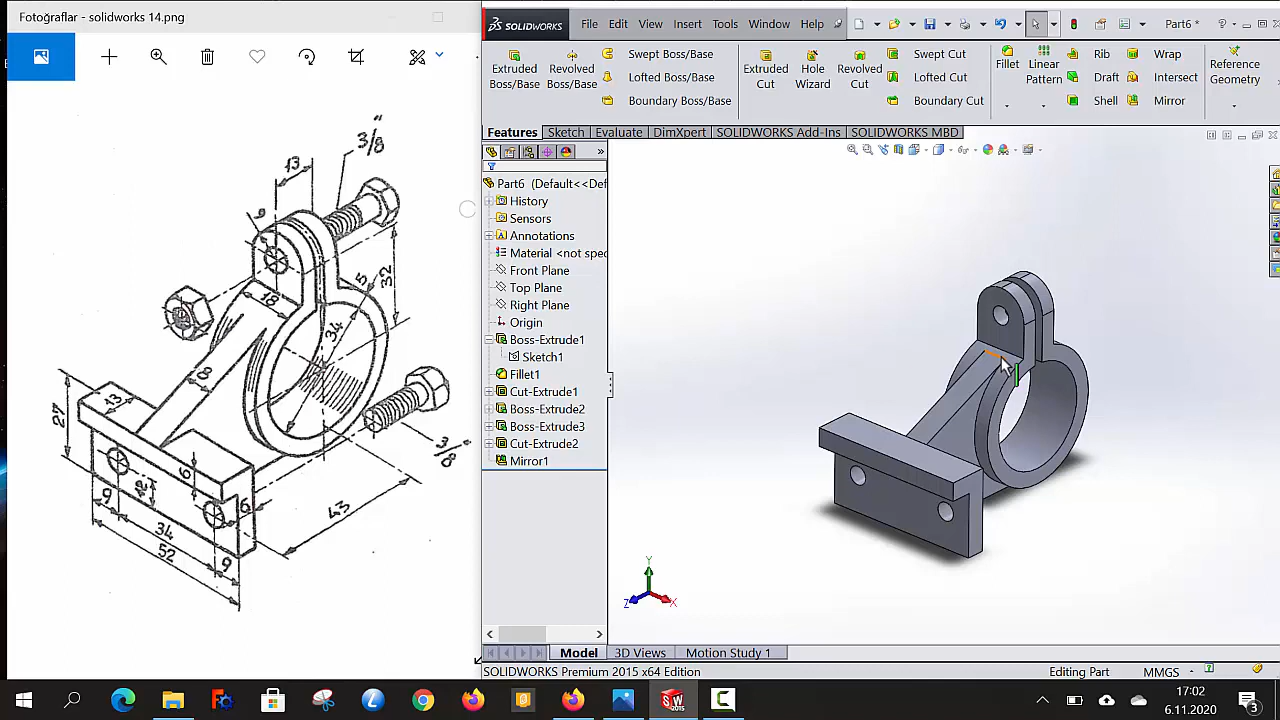 Fotoğraflar - solidworks 14.png
SOLIDWORKS
File Edit View Insert Tools Window Help
Part6
Extruded Boss/Base
Revolved Boss/Base
Swept Boss/Base
Lofted Boss/Base
Boundary Boss/Base
Extruded Cut
Hole Wizard
Revolved Cut
Swept Cut
Lofted Cut
Boundary Cut
Fillet
Linear Pattern
Rib
Draft
Shell
Wrap
Intersect
Mirror
Reference Geometry
Features Sketch Evaluate DimXpert SOLIDWORKS Add-Ins SOLIDWORKS MBD
»
Part6 (Default<<Def
History
Sensors
Annotations
Material <not spec
Front Plane
Top Plane
Right Plane
Origin
Boss-Extrude1
Sketch1
Fillet1
Cut-Extrude1
Boss-Extrude2
Boss-Extrude3
Cut-Extrude2
Mirror1
3/8"
13
9
5
32
18
34
8
13
27
3/8"
6
9
18
6
43
34
52
9
Y
Z
X
Model 3D Views Motion Study 1
SOLIDWORKS Premium 2015 x64 Edition
Editing Part
MMGS
17:02
6.11.2020
3